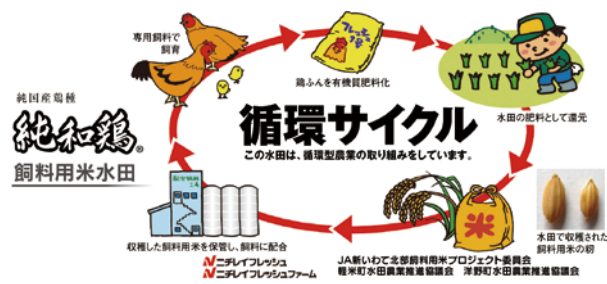 専用飼料で
飼育
フレッシュ
1号
鶏ふんを有機質肥料化
水田の肥料として還元
純国産鶏種
純和鶏®
飼料用米水田
循環サイクル
この水田は、循環型農業の取り組みをしています。
米
水田で収穫された
飼料用米の籾
収穫した飼料用米を保管し、飼料に配合
ニチレイフレッシュ
ニチレイフレッシュファーム
JA新いわて北部飼料用米プロジェクト委員会
軽米町水田農業推進協議会 洋野町水田農業推進協議会